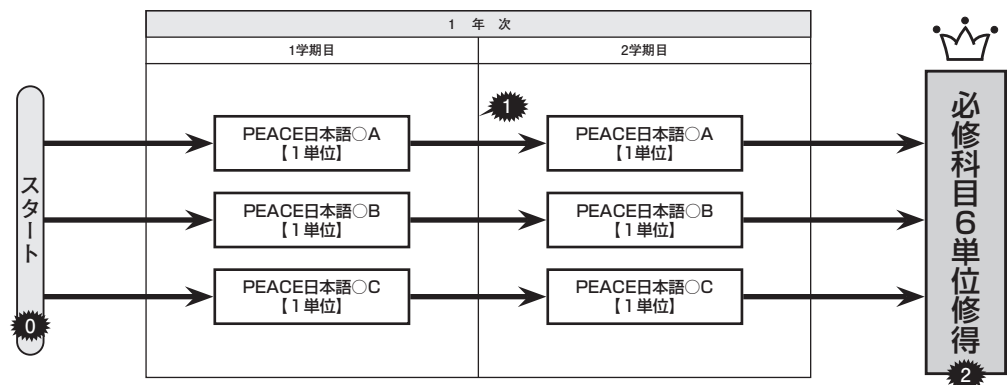 1 年 次
1学期目
2学期目
スタート
0
PEACE日本語○A
【1単位】
1
PEACE日本語○A
【1単位】
PEACE日本語○B
【1単位】
PEACE日本語○B
【1単位】
PEACE日本語○C
【1単位】
PEACE日本語○C
【1単位】
必修科目6単位修得
2